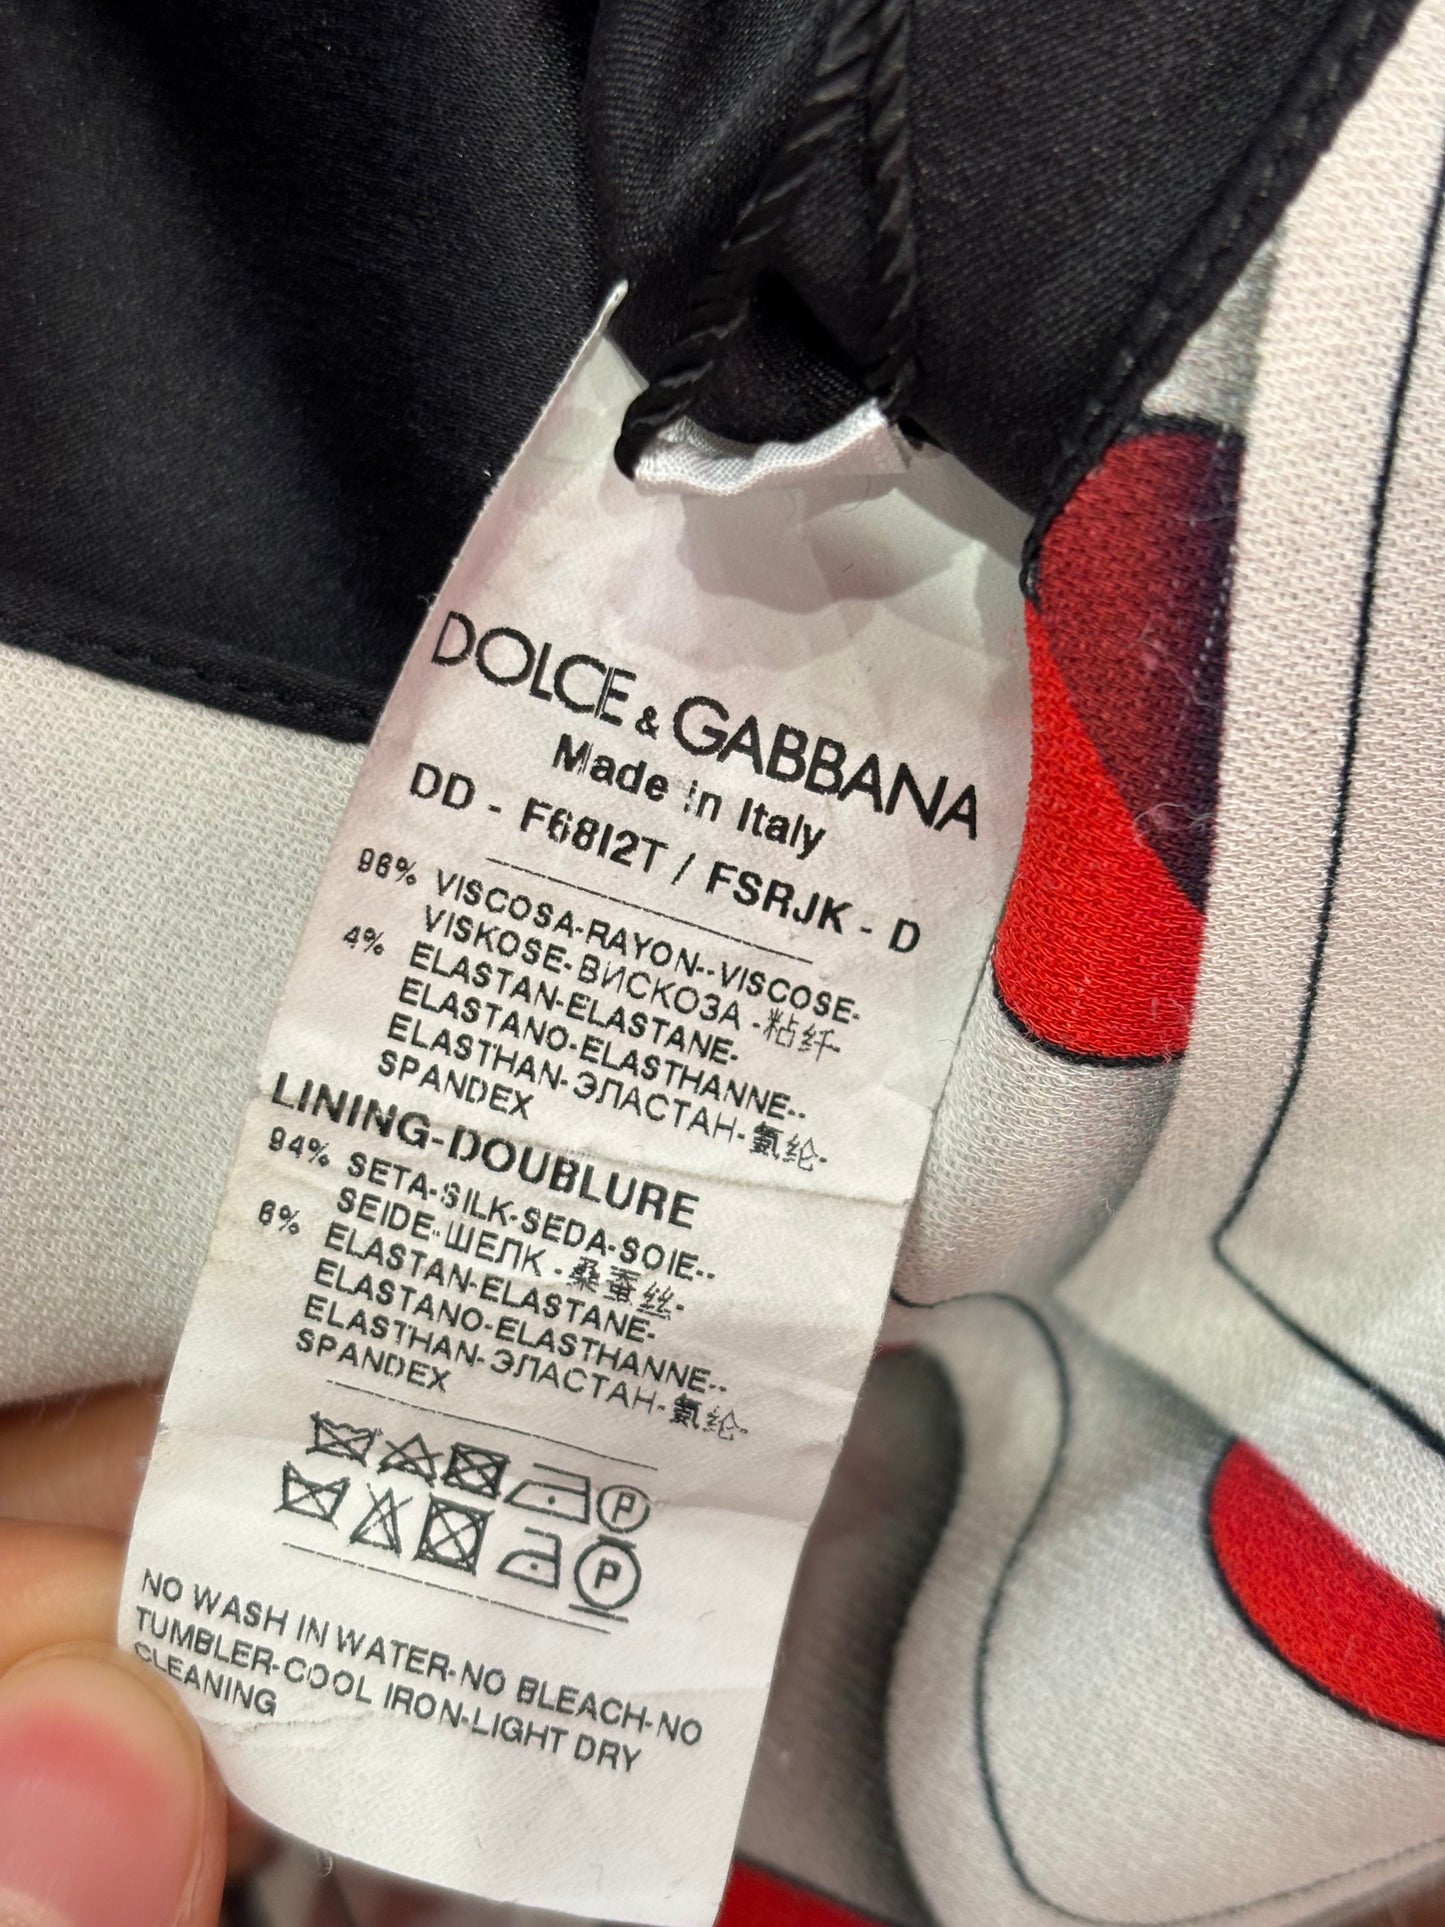 DOLCE & GABBANA
Made in Italy
DD - F68I2T / FSRJK - D
96% VISCOSA-RAYON--VISCOSE-
VISKOSE-ВИСКОЗА -粘纤-
4% ELASTAN-ELASTANE-
ELASTANO-ELASTHANNE--
ELASTHAN-ЭЛАСТАН-氨纶-
SPANDEX
LINING-DOUBLURE
94% SETA-SILK-SEDA-SOIE--
SEIDE-ШЕЛК -桑蚕丝-
6% ELASTAN-ELASTANE-
ELASTANO-ELASTHANNE--
ELASTHAN-ЭЛАСТАН-氨纶-
SPANDEX
P
P
NO WASH IN WATER-NO BLEACH-NO
TUMBLER-COOL IRON-LIGHT DRY
CLEANING